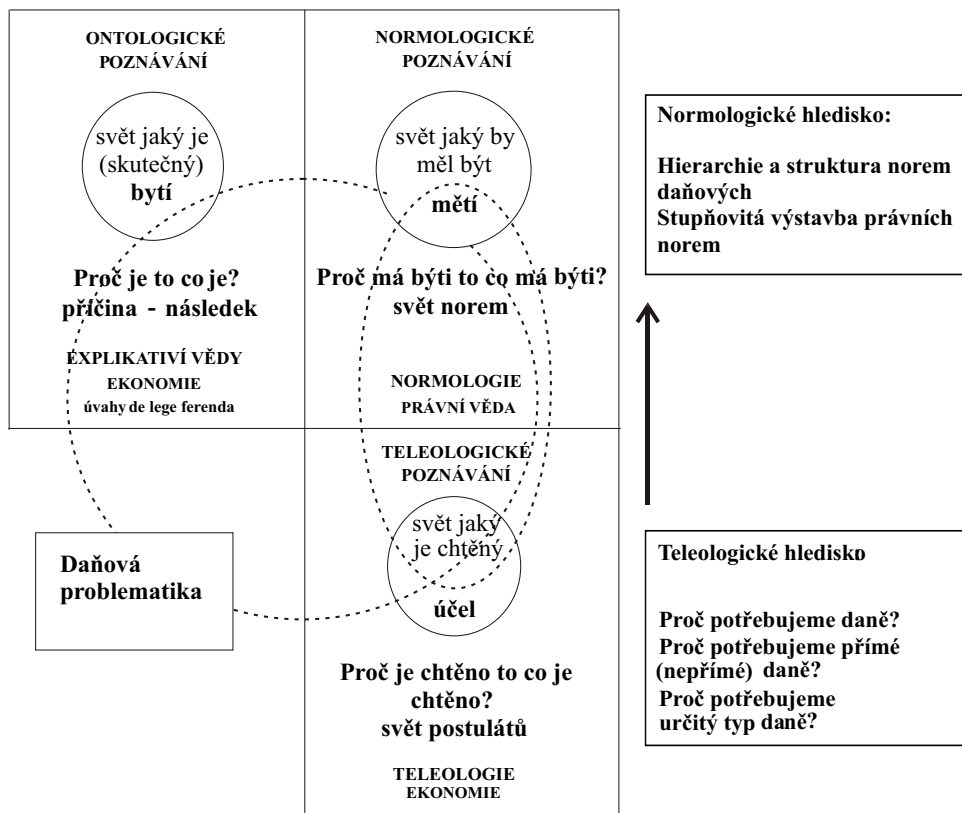 ONTOLOGICKÉ
POZNÁVÁNÍ
svět jaký je
(skutečný)
bytí
Proč je to co je?
příčina - následek
EXPLIKATIVÍ VĚDY
EKONOMIE
úvahy de lege ferenda
NORMOLOGICKÉ
POZNÁVÁNÍ
svět jaký by
měl být
mětí
Proč má býti to co má býti?
svět norem
NORMOLOGIE
PRÁVNÍ VĚDA
Normologické hledisko:
Hierarchie a struktura norem
daňových
Stupňovitá výstavba právních
norem
Daňová
problematika
TELEOLOGICKÉ
POZNÁVÁNÍ
svět jaký
je chtěný
účel
Proč je chtěno to co je
chtěno?
svět postulátů
TELEOLOGIE
EKONOMIE
Teleologické hledisko
Proč potřebujeme daně?
Proč potřebujeme přímé
(nepřímé) daně?
Proč potřebujeme
určitý typ daně?